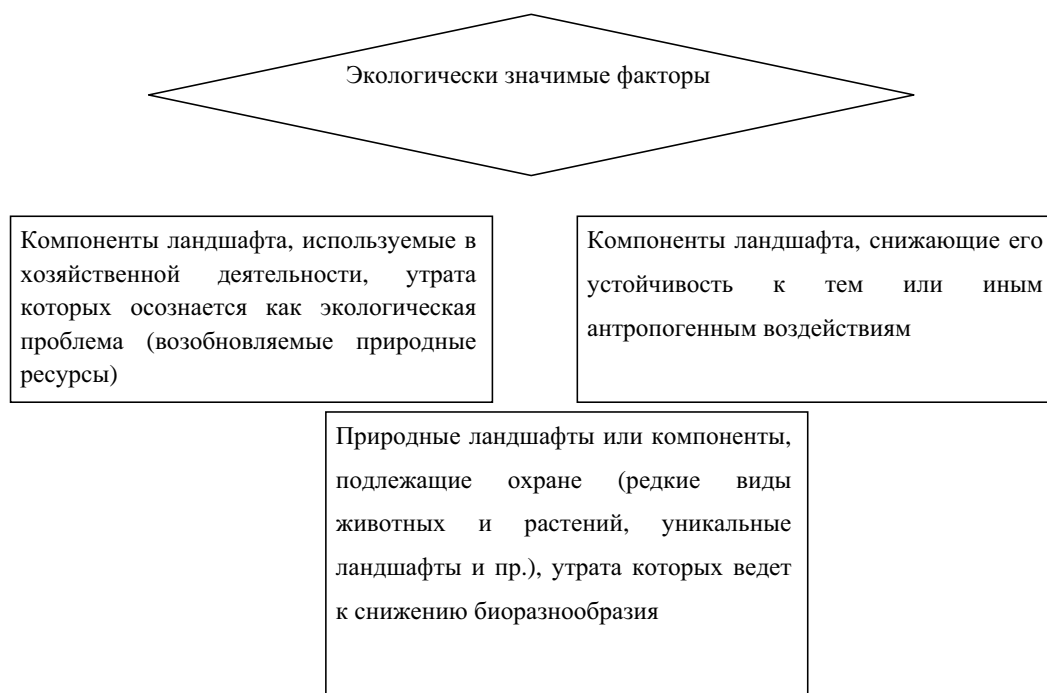 Экологически значимые факторы
Компоненты ландшафта, используемые в
хозяйственной деятельности, утрата
которых осознается как экологическая
проблема (возобновляемые природные
ресурсы)
Компоненты ландшафта, снижающие его
устойчивость к тем или иным
антропогенным воздействиям
Природные ландшафты или компоненты,
подлежащие охране (редкие виды
животных и растений, уникальные
ландшафты и пр.), утрата которых ведет
к снижению биоразнообразия